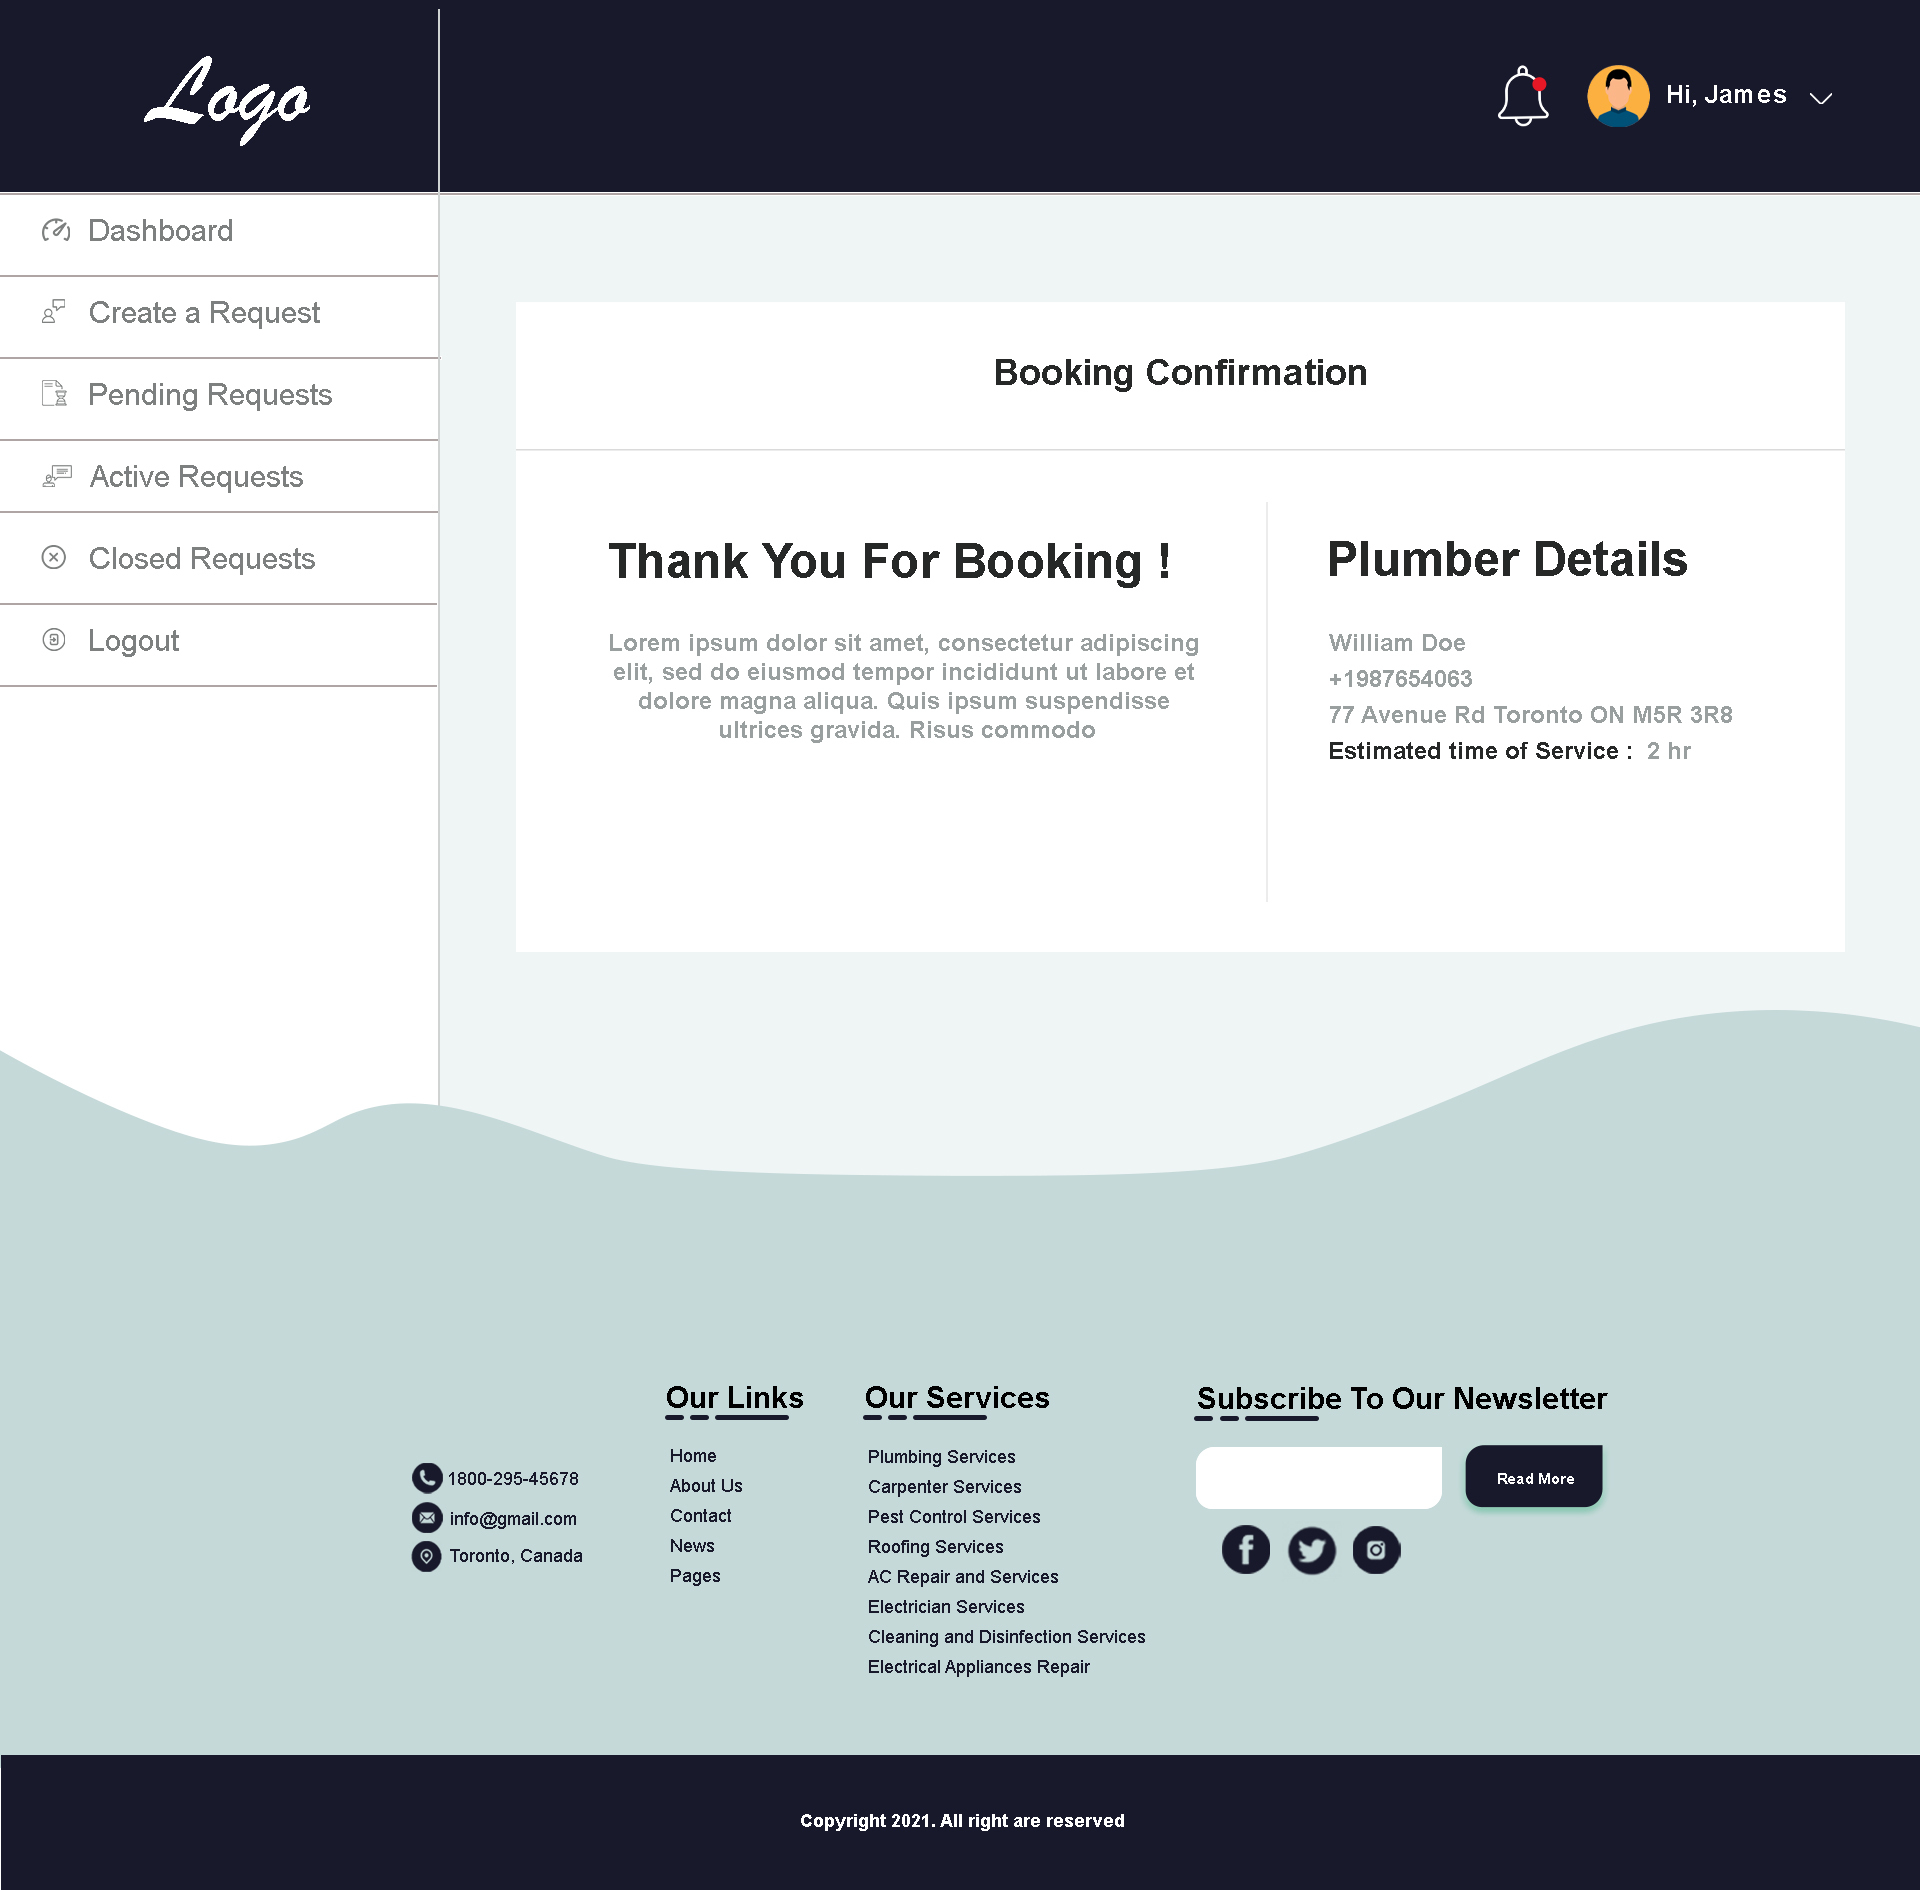 Logo
Hi, James
Dashboard
Create a Request
Pending Requests
Active Requests
Closed Requests
Logout
Booking Confirmation
Thank You For Booking !
Lorem ipsum dolor sit amet, consectetur adipiscing
elit, sed do eiusmod tempor incididunt ut labore et
dolore magna aliqua. Quis ipsum suspendisse
ultrices gravida. Risus commodo
Plumber Details
William Doe
+1987654063
77 Avenue Rd Toronto ON M5R 3R8
Estimated time of Service : 2 hr
1800-295-45678
info@gmail.com
Toronto, Canada
Our Links
Home
About Us
Contact
News
Pages
Our Services
Plumbing Services
Carpenter Services
Pest Control Services
Roofing Services
AC Repair and Services
Electrician Services
Cleaning and Disinfection Services
Electrical Appliances Repair
Subscribe To Our Newsletter
Read More
Copyright 2021. All right are reserved